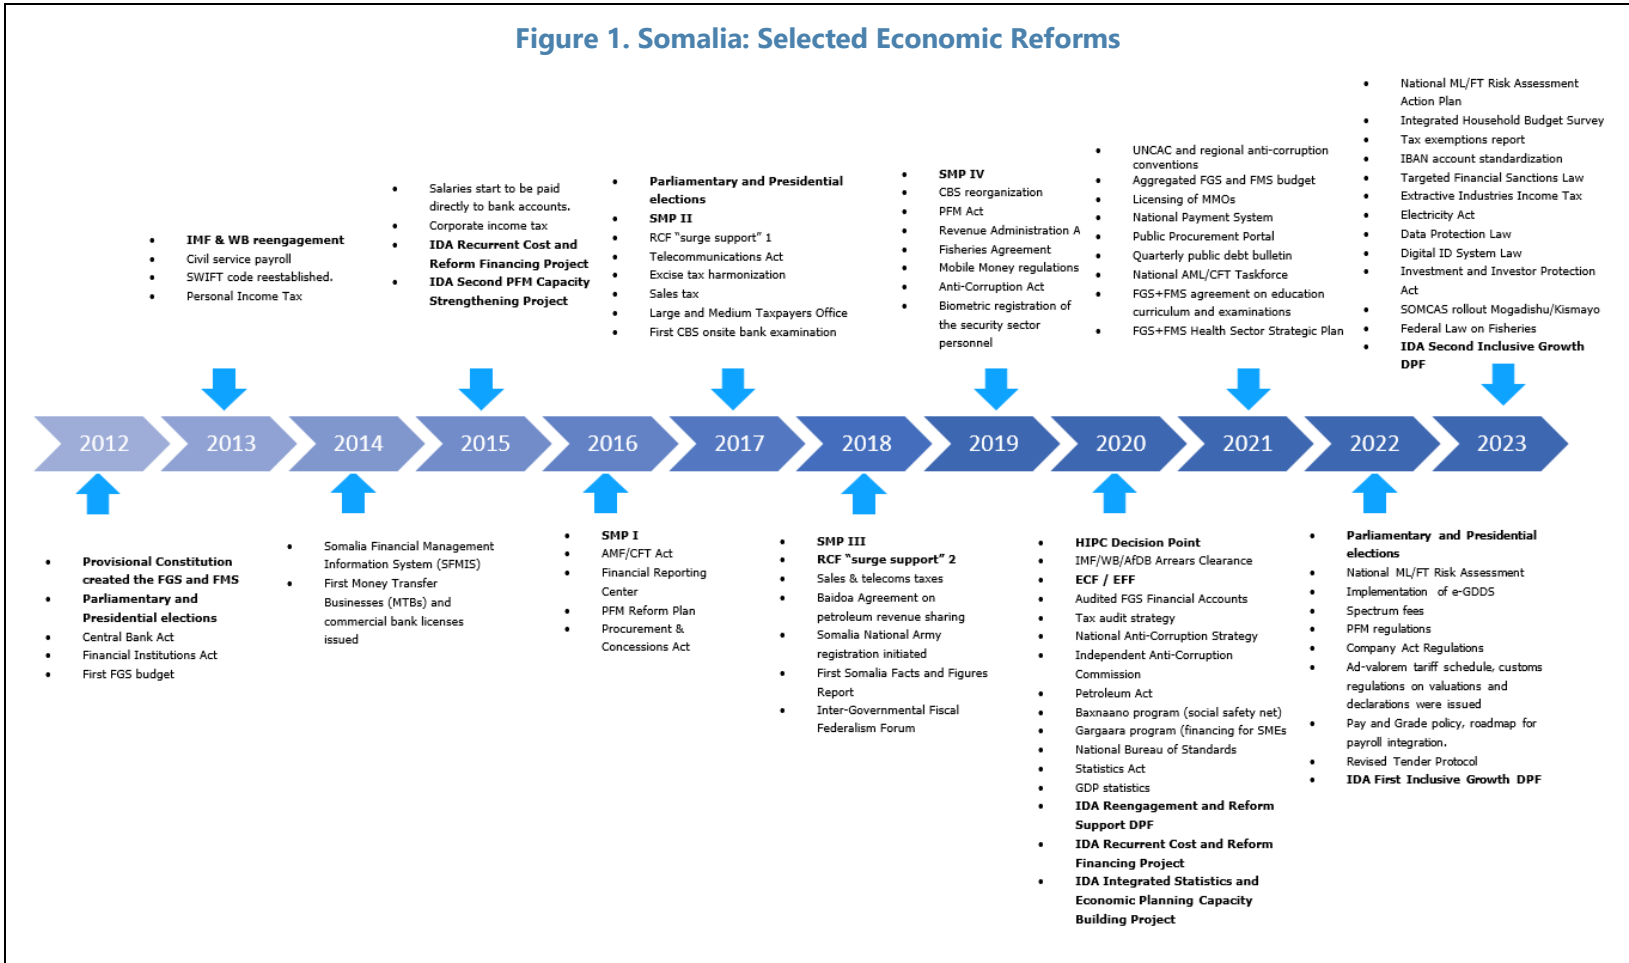 Figure 1. Somalia: Selected Economic Reforms
• IMF & WB reengagement
• Civil service payroll
• SWIFT code reestablished.
• Personal Income Tax
• Salaries start to be paid
directly to bank accounts.
• Corporate income tax
• IDA Recurrent Cost and
Reform Financing Project
• IDA Second PFM Capacity
Strengthening Project
• Parliamentary and Presidential
elections
• SMP II
• RCF “surge support” 1
• Telecommunications Act
• Excise tax harmonization
• Sales tax
• Large and Medium Taxpayers Office
• First CBS onsite bank examination
• SMP IV
• CBS reorganization
• PFM Act
• Revenue Administration A
• Fisheries Agreement
• Mobile Money regulations
• Anti-Corruption Act
• Biometric registration of
the security sector
personnel
• UNCAC and regional anti-corruption
conventions
• Aggregated FGS and FMS budget
• Licensing of MMOs
• National Payment System
• Public Procurement Portal
• Quarterly public debt bulletin
• National AML/CFT Taskforce
• FGS+FMS agreement on education
curriculum and examinations
• FGS+FMS Health Sector Strategic Plan
• National ML/FT Risk Assessment
Action Plan
• Integrated Household Budget Survey
• Tax exemptions report
• IBAN account standardization
• Targeted Financial Sanctions Law
• Extractive Industries Income Tax
• Electricity Act
• Data Protection Law
• Digital ID System Law
• Investment and Investor Protection
Act
• SOMCAS rollout Mogadishu/Kismayo
• Federal Law on Fisheries
• IDA Second Inclusive Growth
DPF
2012 2013 2014 2015 2016 2017 2018 2019 2020 2021 2022 2023
• Provisional Constitution
created the FGS and FMS
• Parliamentary and
Presidential elections
• Central Bank Act
• Financial Institutions Act
• First FGS budget
• Somalia Financial Management
Information System (SFMIS)
• First Money Transfer
Businesses (MTBs) and
commercial bank licenses
issued
• SMP I
• AMF/CFT Act
• Financial Reporting
Center
• PFM Reform Plan
• Procurement &
Concessions Act
• SMP III
• RCF “surge support” 2
• Sales & telecoms taxes
• Baidoa Agreement on
petroleum revenue sharing
• Somalia National Army
registration initiated
• First Somalia Facts and Figures
Report
• Inter-Governmental Fiscal
Federalism Forum
• HIPC Decision Point
• IMF/WB/AfDB Arrears Clearance
• ECF / EFF
• Audited FGS Financial Accounts
• Tax audit strategy
• National Anti-Corruption Strategy
• Independent Anti-Corruption
Commission
• Petroleum Act
• Baxnaano program (social safety net)
• Gargaara program (financing for SMEs
• National Bureau of Standards
• Statistics Act
• GDP statistics
• IDA Reengagement and Reform
Support DPF
• IDA Recurrent Cost and Reform
Financing Project
• IDA Integrated Statistics and
Economic Planning Capacity
Building Project
• Parliamentary and Presidential
elections
• National ML/FT Risk Assessment
• Implementation of e-GDDS
• Spectrum fees
• PFM regulations
• Company Act Regulations
• Ad-valorem tariff schedule, customs
regulations on valuations and
declarations were issued
• Pay and Grade policy, roadmap for
payroll integration.
• Revised Tender Protocol
• IDA First Inclusive Growth DPF